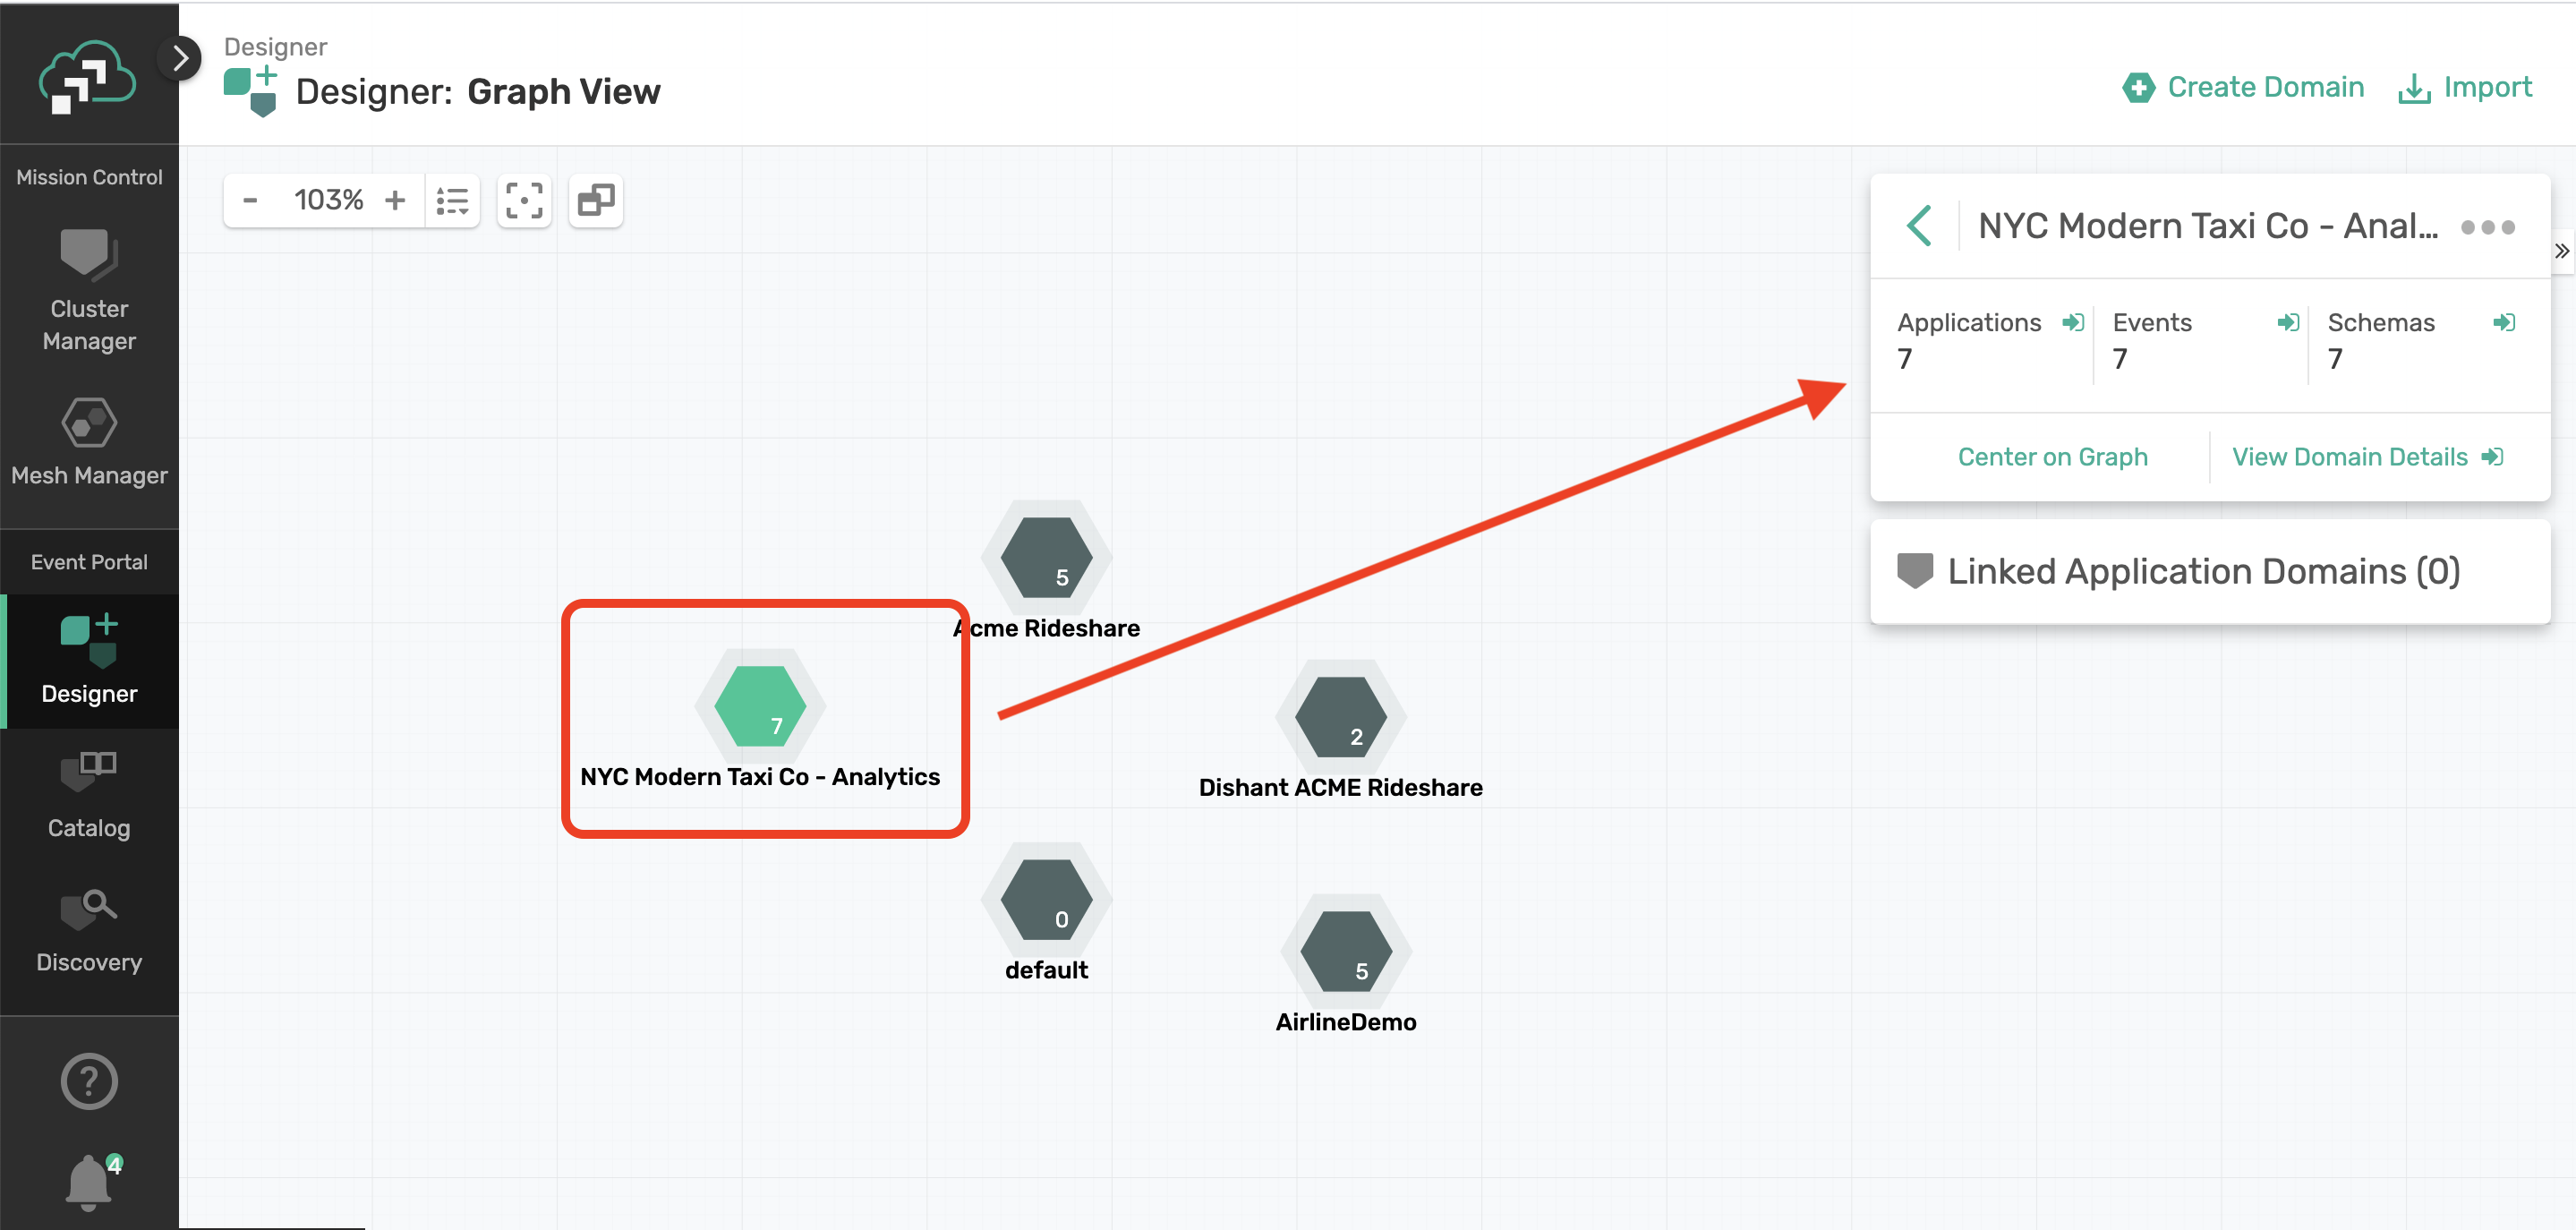 Designer
Designer: Graph View
Create Domain
Import
Mission Control
Cluster
Manager
Mesh Manager
Event Portal
Designer
Catalog
Discovery
?
4
- 103% +
5
Acme Rideshare
7
NYC Modern Taxi Co - Analytics
2
Dishant ACME Rideshare
0
default
5
AirlineDemo
NYC Modern Taxi Co - Anal...
Applications
7
Events
7
Schemas
7
Center on Graph
View Domain Details
Linked Application Domains (0)